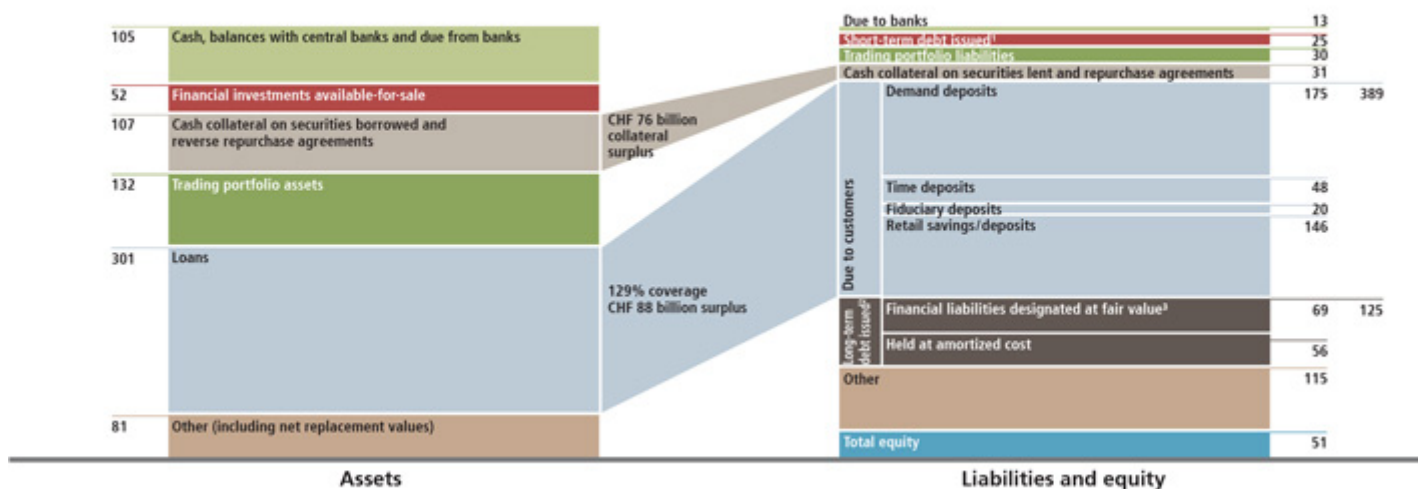 105 Cash, balances with central banks and due from banks
52 Financial investments available-for-sale
107 Cash collateral on securities borrowed and
reverse repurchase agreements
132 Trading portfolio assets
301 Loans
81 Other (including net replacement values)
CHF 76 billion
collateral
surplus
129% coverage
CHF 88 billion surplus
Due to banks 13
Short-term debt issued¹ 25
Trading portfolio liabilities 30
Cash collateral on securities lent and repurchase agreements 31
Due to customers
Demand deposits 175 389
Time deposits 48
Fiduciary deposits 20
Retail savings/deposits 146
Long-term
debt issued²
Financial liabilities designated at fair value³ 69 125
Held at amortized cost 56
Other 115
Total equity 51
Assets
Liabilities and equity